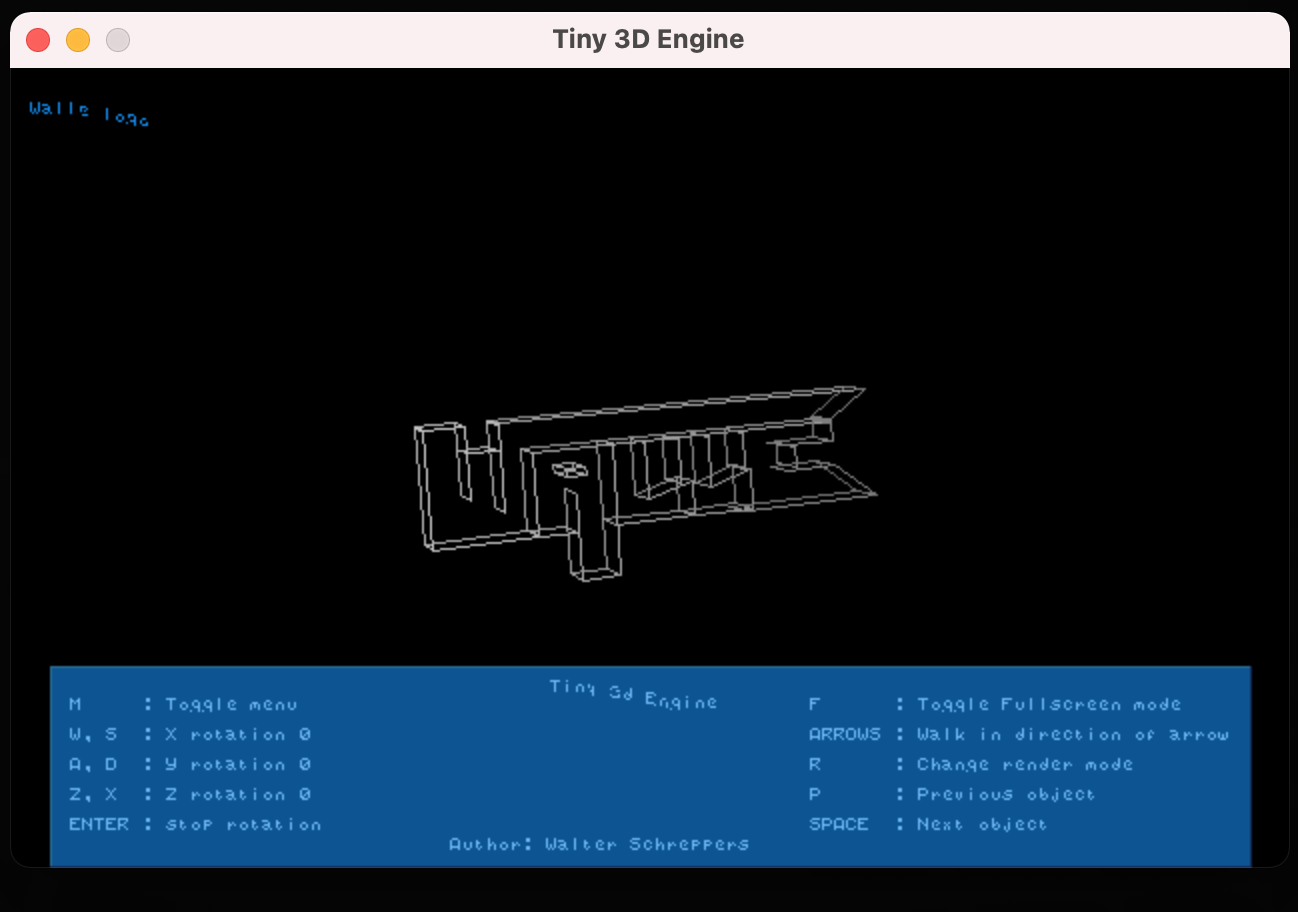 Tiny 3D Engine
Walle logo
WALLE
Tiny 3d Engine
M : Toggle menu
W, S : X rotation 0
A, D : Y rotation 0
Z, X : Z rotation 0
ENTER : Stop rotation
F : Toggle Fullscreen mode
ARROWS : Walk in direction of arrow
R : Change render mode
P : Previous object
SPACE : Next object
Author: Walter Schreppers